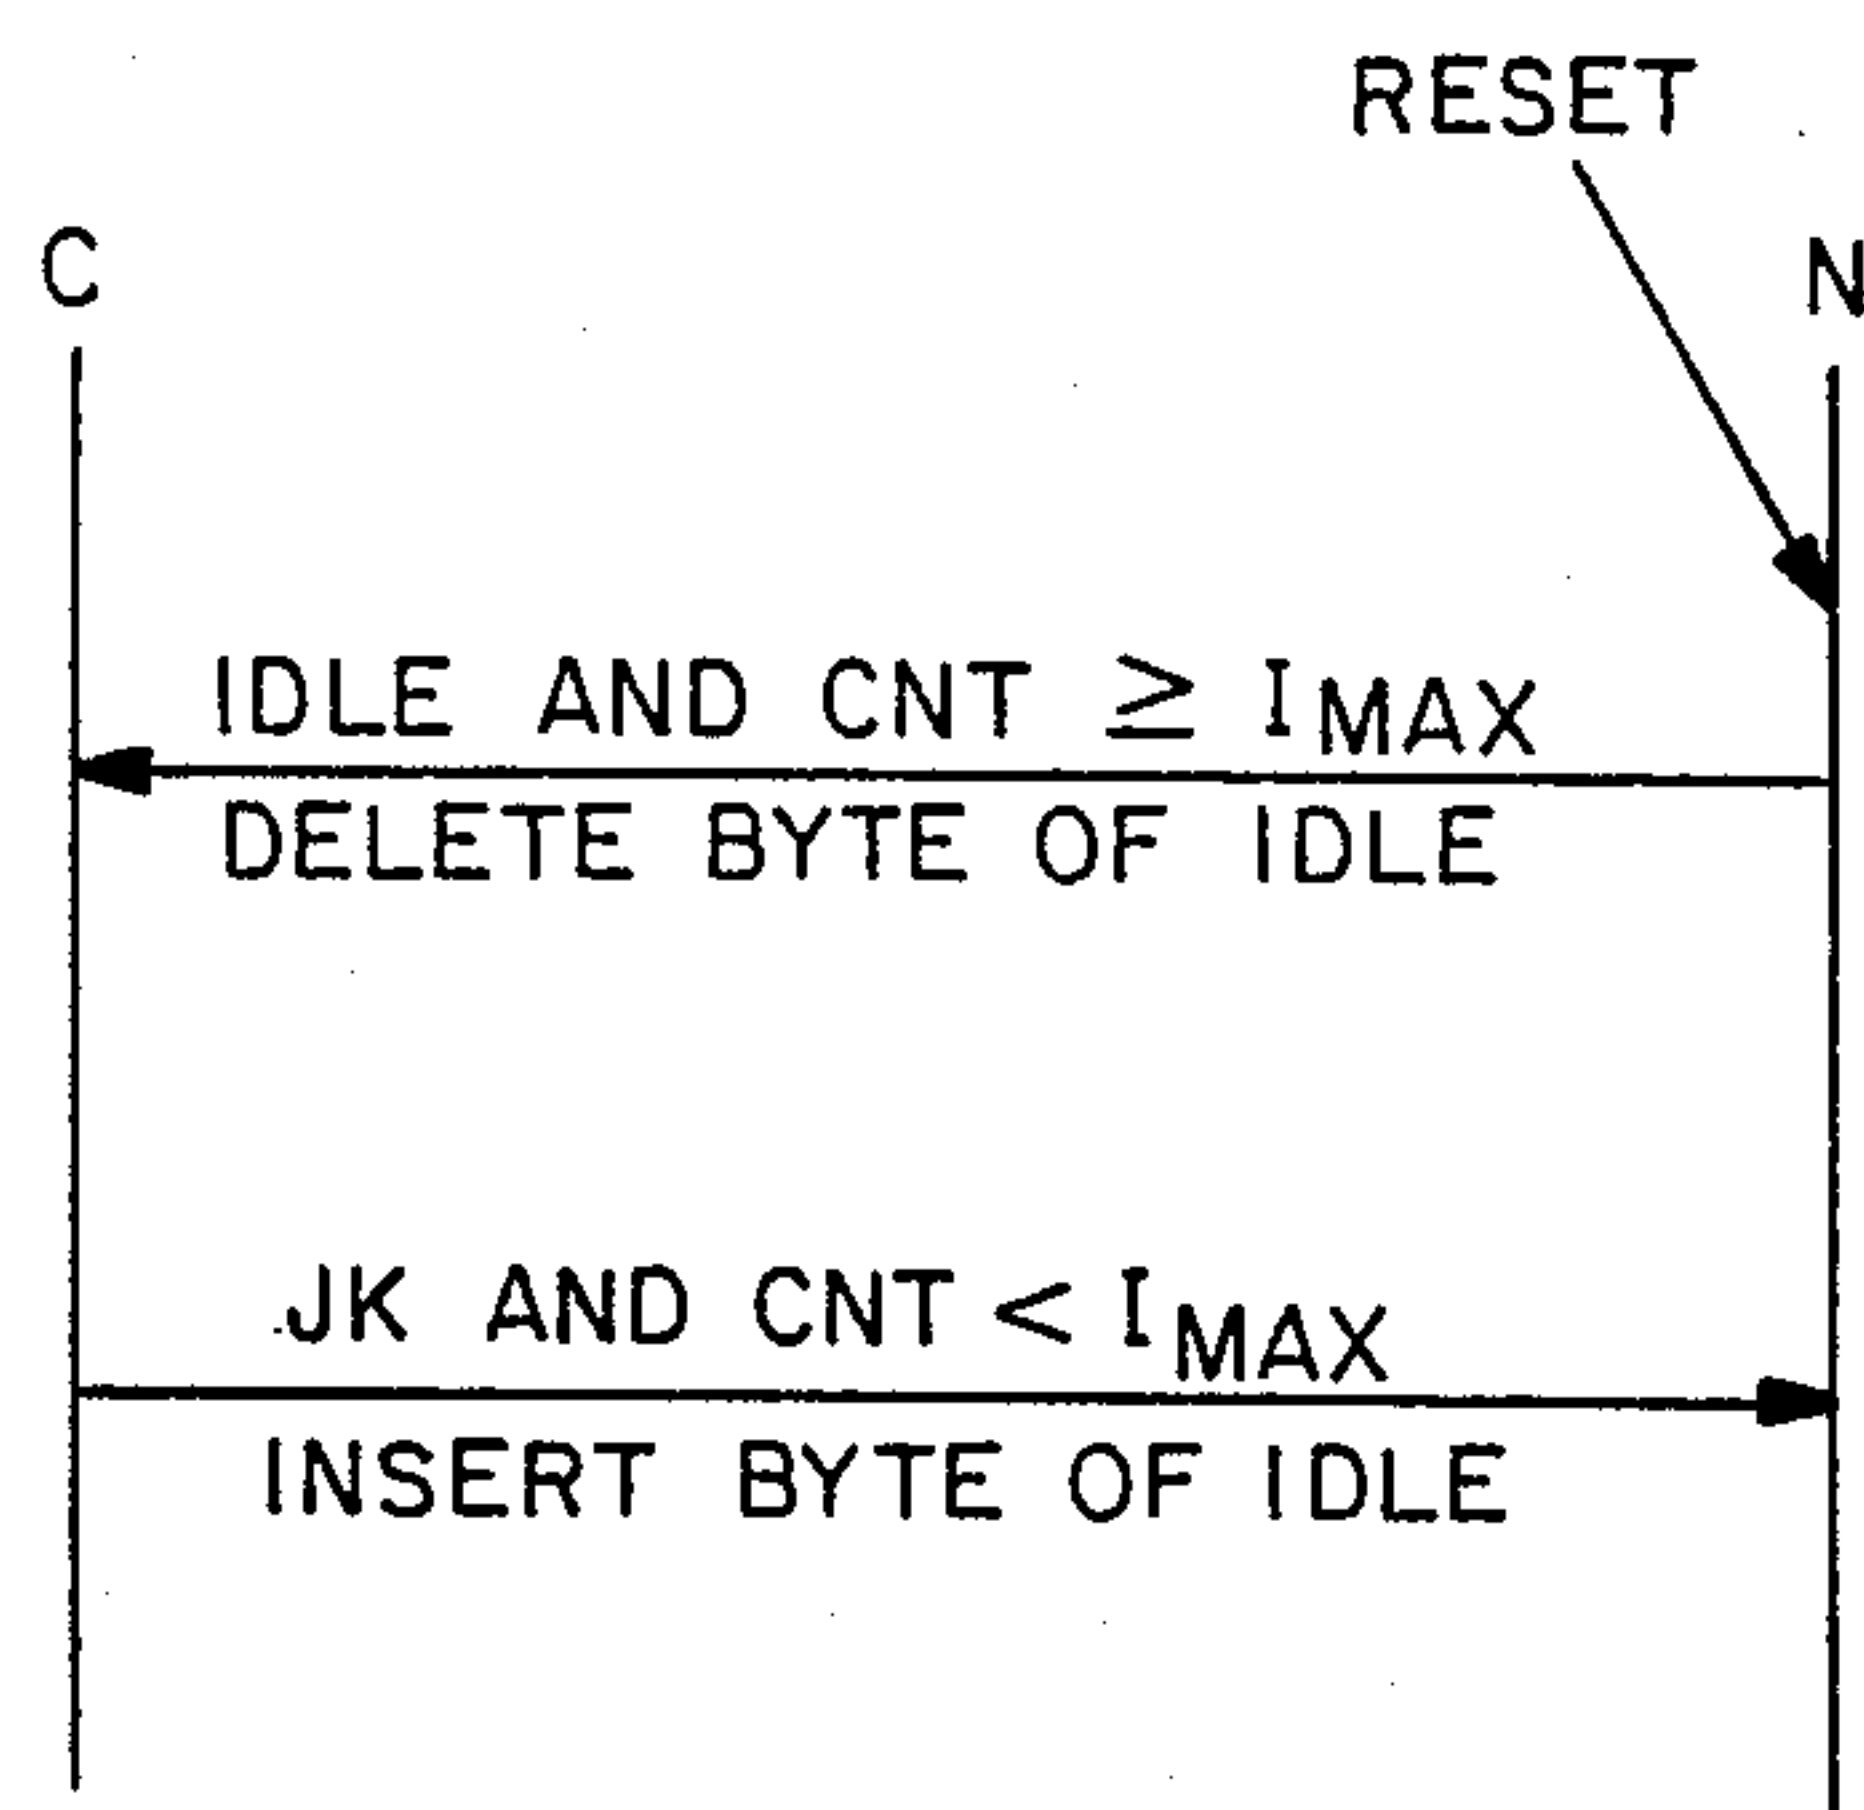 RESET
C
N
IDLE AND CNT ≥ IMAX
DELETE BYTE OF IDLE
JK AND CNT < IMAX
INSERT BYTE OF IDLE